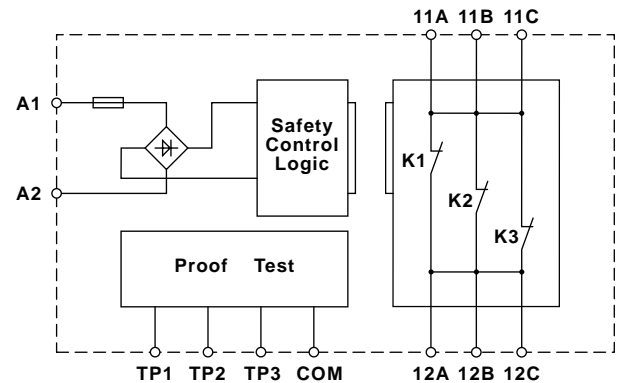 11A 11B 11C
A1
Safety
Control
Logic
K1
A2
K2
K3
Proof Test
TP1 TP2 TP3 COM
12A 12B 12C